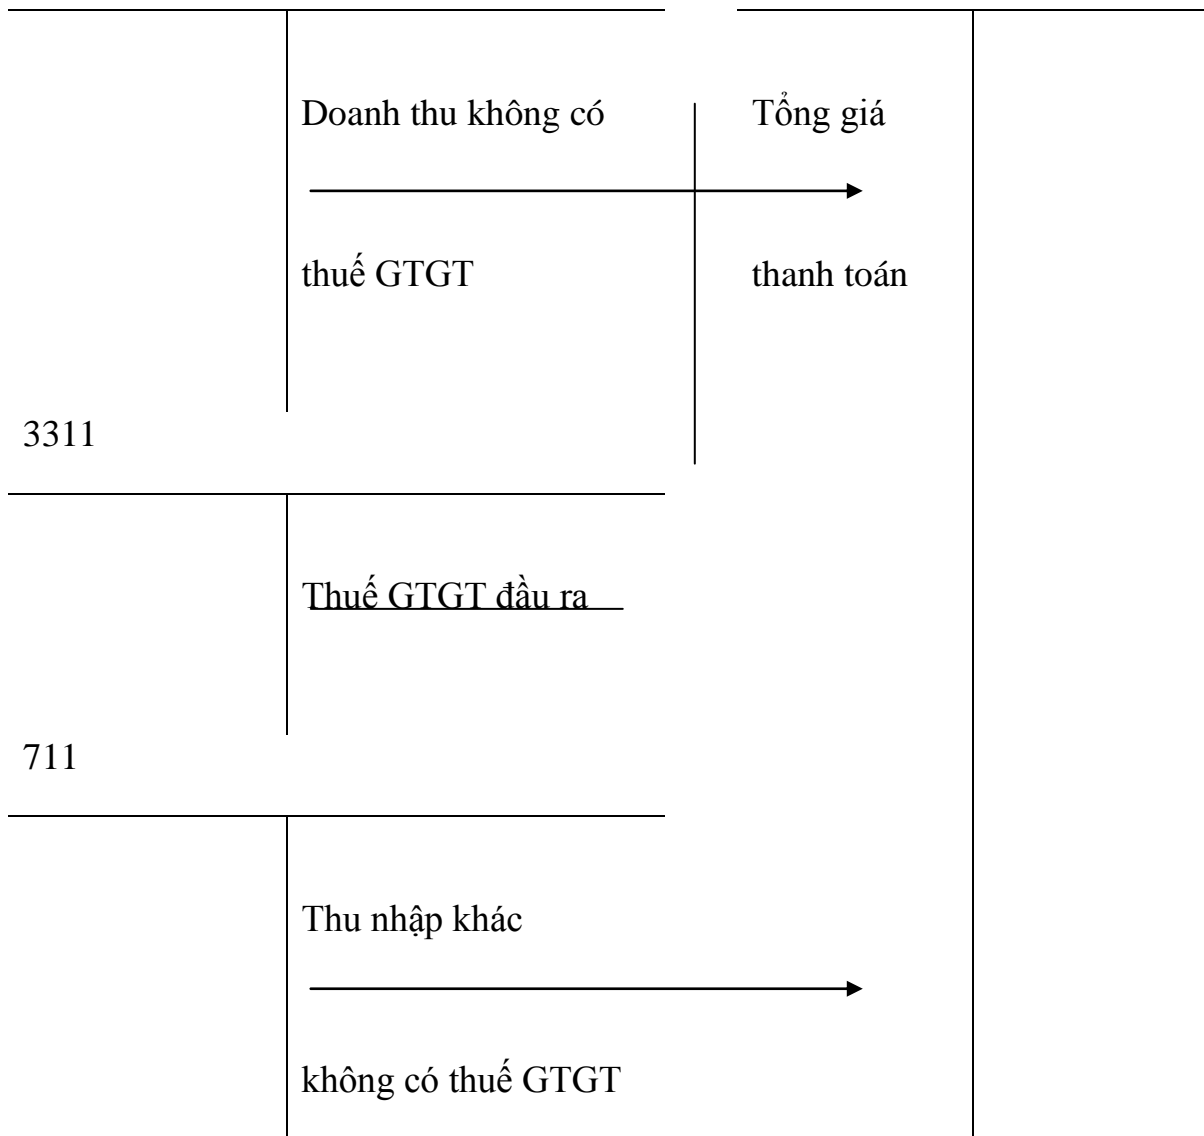 Doanh thu không có
Tổng giá
thuế GTGT
thanh toán
3311
Thuế GTGT đầu ra
711
Thu nhập khác
không có thuế GTGT